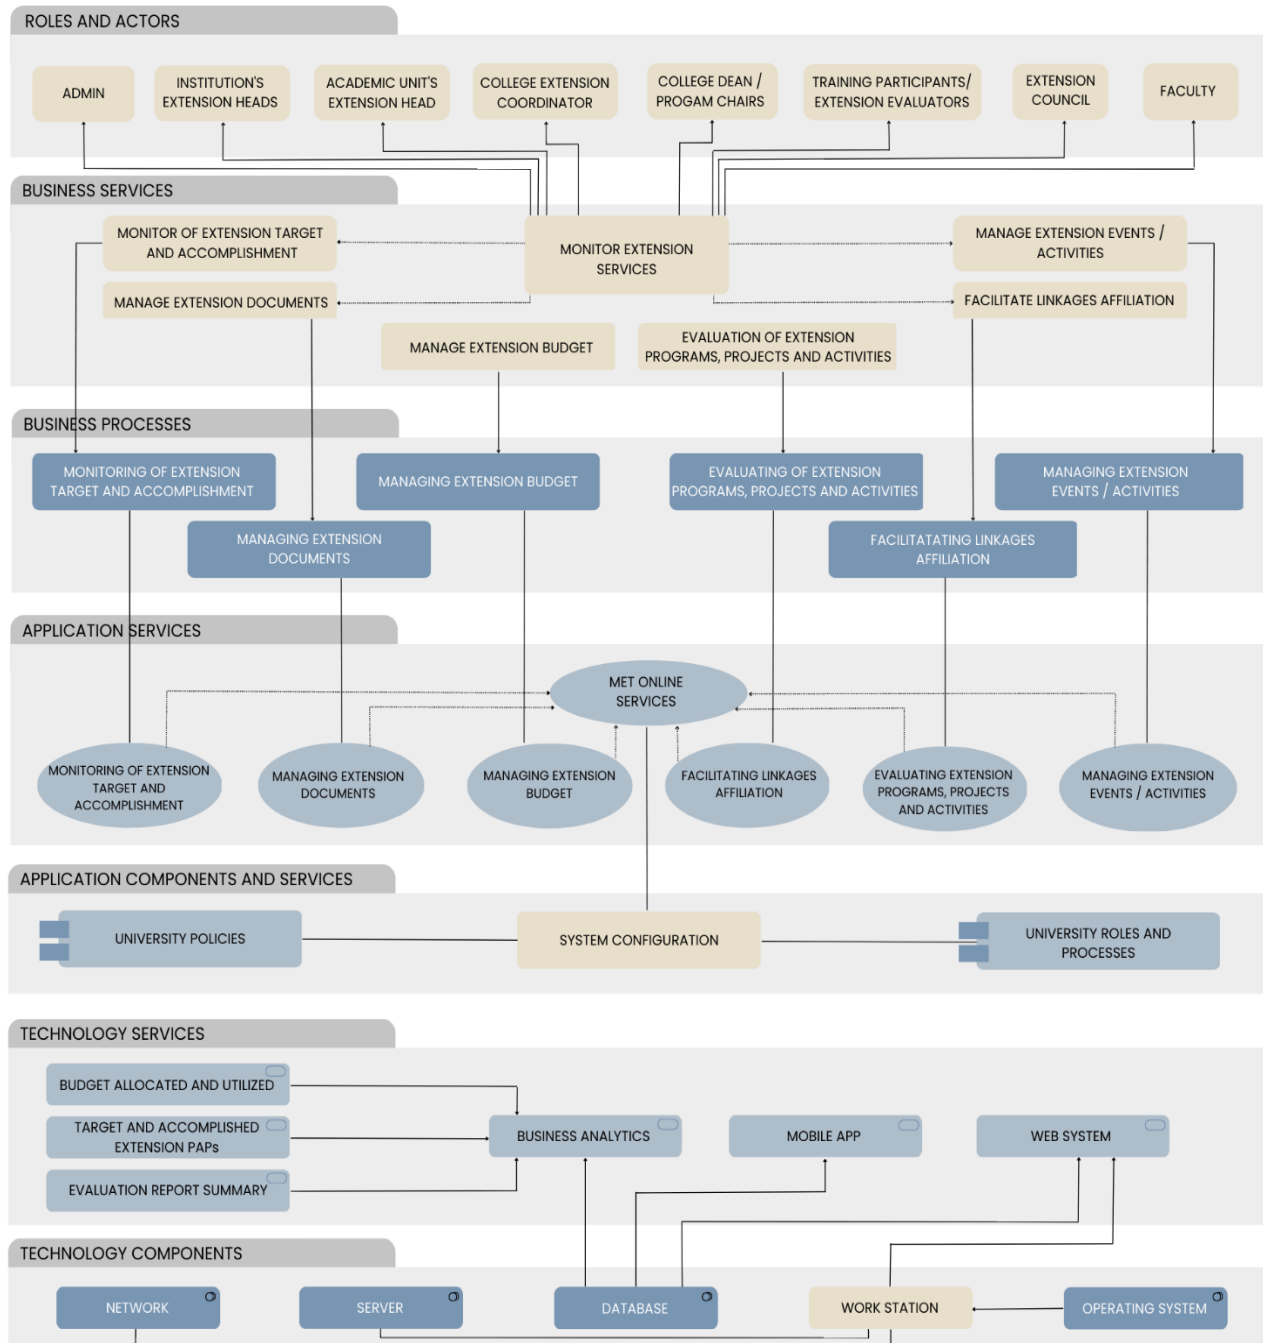 ROLES AND ACTORS
ADMIN
INSTITUTION'S
EXTENSION HEADS
ACADEMIC UNIT'S
EXTENSION HEAD
COLLEGE EXTENSION
COORDINATOR
COLLEGE DEAN /
PROGAM CHAIRS
TRAINING PARTICIPANTS/
EXTENSION EVALUATORS
EXTENSION
COUNCIL
FACULTY
BUSINESS SERVICES
MONITOR OF EXTENSION TARGET
AND ACCOMPLISHMENT
MONITOR EXTENSION
SERVICES
MANAGE EXTENSION EVENTS /
ACTIVITIES
MANAGE EXTENSION DOCUMENTS
FACILITATE LINKAGES AFFILIATION
MANAGE EXTENSION BUDGET
EVALUATION OF EXTENSION
PROGRAMS, PROJECTS AND ACTIVITIES
BUSINESS PROCESSES
MONITORING OF EXTENSION
TARGET AND ACCOMPLISHMENT
MANAGING EXTENSION BUDGET
EVALUATING OF EXTENSION
PROGRAMS, PROJECTS AND ACTIVITIES
MANAGING EXTENSION
EVENTS / ACTIVITIES
MANAGING EXTENSION
DOCUMENTS
FACILITATATING LINKAGES
AFFILIATION
APPLICATION SERVICES
MET ONLINE
SERVICES
MONITORING OF EXTENSION
TARGET AND
ACCOMPLISHMENT
MANAGING EXTENSION
DOCUMENTS
MANAGING EXTENSION
BUDGET
FACILITATING LINKAGES
AFFILIATION
EVALUATING EXTENSION
PROGRAMS, PROJECTS
AND ACTIVITIES
MANAGING EXTENSION
EVENTS / ACTIVITIES
APPLICATION COMPONENTS AND SERVICES
UNIVERSITY POLICIES
SYSTEM CONFIGURATION
UNIVERSITY ROLES AND
PROCESSES
TECHNOLOGY SERVICES
BUDGET ALLOCATED AND UTILIZED
TARGET AND ACCOMPLISHED
EXTENSION PAPs
EVALUATION REPORT SUMMARY
BUSINESS ANALYTICS
MOBILE APP
WEB SYSTEM
TECHNOLOGY COMPONENTS
NETWORK
SERVER
DATABASE
WORK STATION
OPERATING SYSTEM